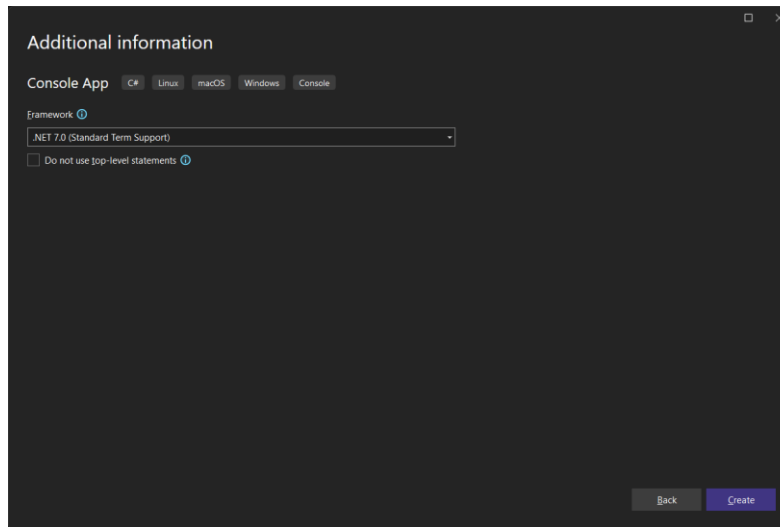 Additional information
Console App C# Linux macOS Windows Console
Framework
.NET 7.0 (Standard Term Support)
Do not use top-level statements
Back Create